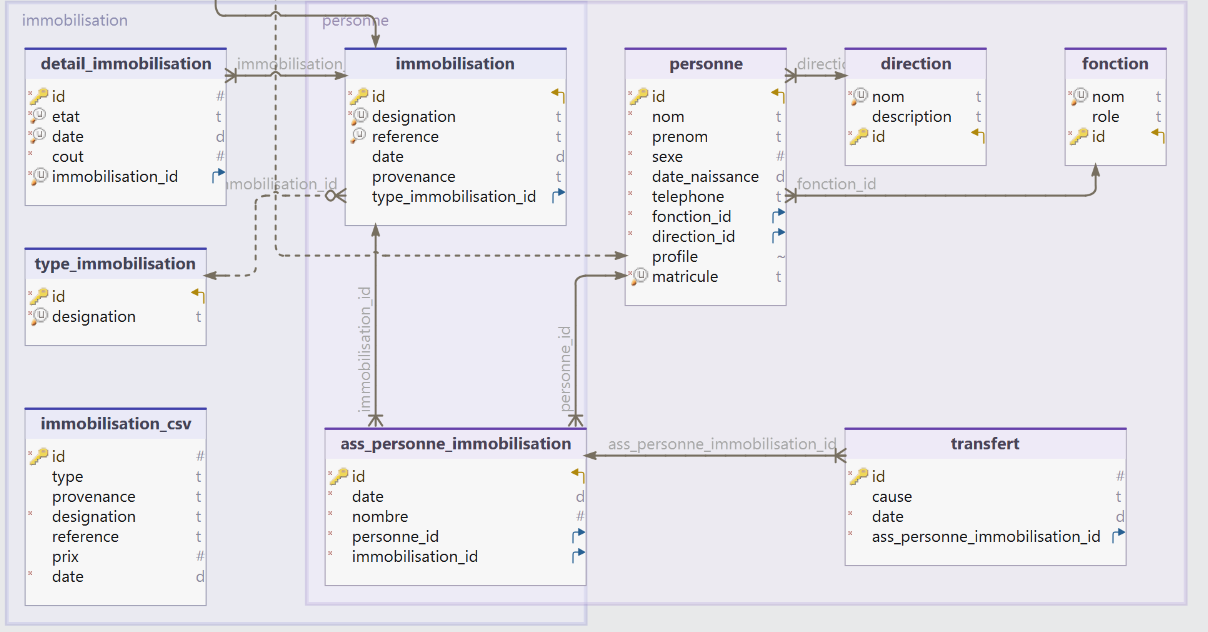 immobilisation
personne
detail_immobilisation
id #
etat t
date d
cout #
immobilisation_id
immobilisation
immobilisation
id
designation t
reference t
date d
provenance t
type_immobilisation_id
mobilisation_id
personne
id
nom t
prenom t
sexe #
date_naissance d
telephone t
fonction_id
direction_id
profile ~
matricule t
directio
direction
nom t
description t
id
fonction
nom t
role t
id
fonction_id
type_immobilisation
id
designation t
immobilisation_id
personne_id
immobilisation_csv
id #
type t
provenance t
designation t
reference t
prix #
date d
ass_personne_immobilisation
id
date d
nombre #
personne_id
immobilisation_id
ass_personne_immobilisation_id
transfert
id #
cause t
date d
ass_personne_immobilisation_id